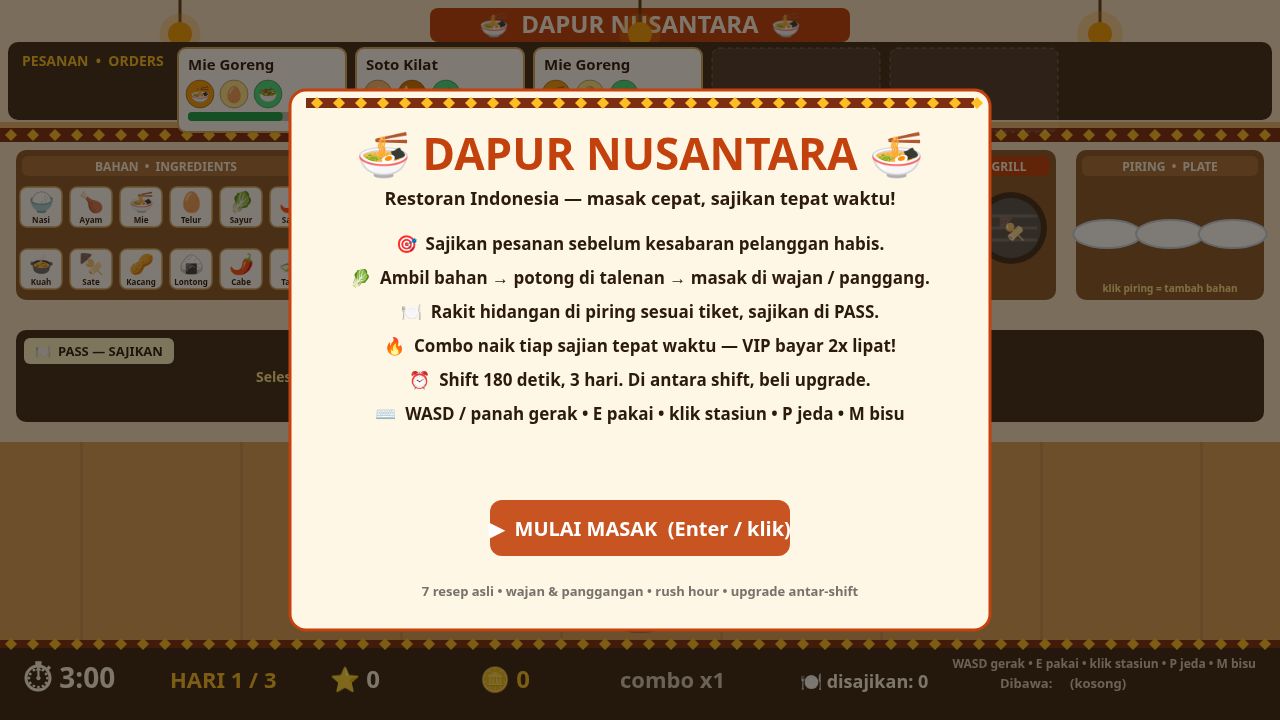 DAPUR NUSANTARA
PESANAN • ORDERS
Mie Goreng
Soto Kilat
Mie Goreng
BAHAN • INGREDIENTS
GRILL
PIRING • PLATE
Nasi
Ayam
Mie
Telur
Sayur
Kuah
Sate
Kacang
Lontong
Cabe
klik piring = tambah bahan
PASS — SAJIKAN
DAPUR NUSANTARA
Restoran Indonesia — masak cepat, sajikan tepat waktu!
Sajikan pesanan sebelum kesabaran pelanggan habis.
Ambil bahan → potong di talenan → masak di wajan / panggang.
Rakit hidangan di piring sesuai tiket, sajikan di PASS.
Combo naik tiap sajian tepat waktu — VIP bayar 2x lipat!
Shift 180 detik, 3 hari. Di antara shift, beli upgrade.
WASD / panah gerak • E pakai • klik stasiun • P jeda • M bisu
▶ MULAI MASAK (Enter / klik)
7 resep asli • wajan & panggangan • rush hour • upgrade antar-shift
3:00
HARI 1 / 3
0
0
combo x1
disajikan: 0
WASD gerak • E pakai • klik stasiun • P jeda • M bisu
Dibawa: (kosong)